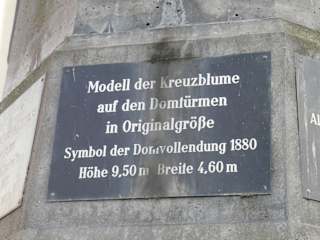 Modell der Kreuzblume
auf den Domtürmen
in Originalgröße
Symbol der Domvollendung 1880
Höhe 9,50 m Breite 4,60 m